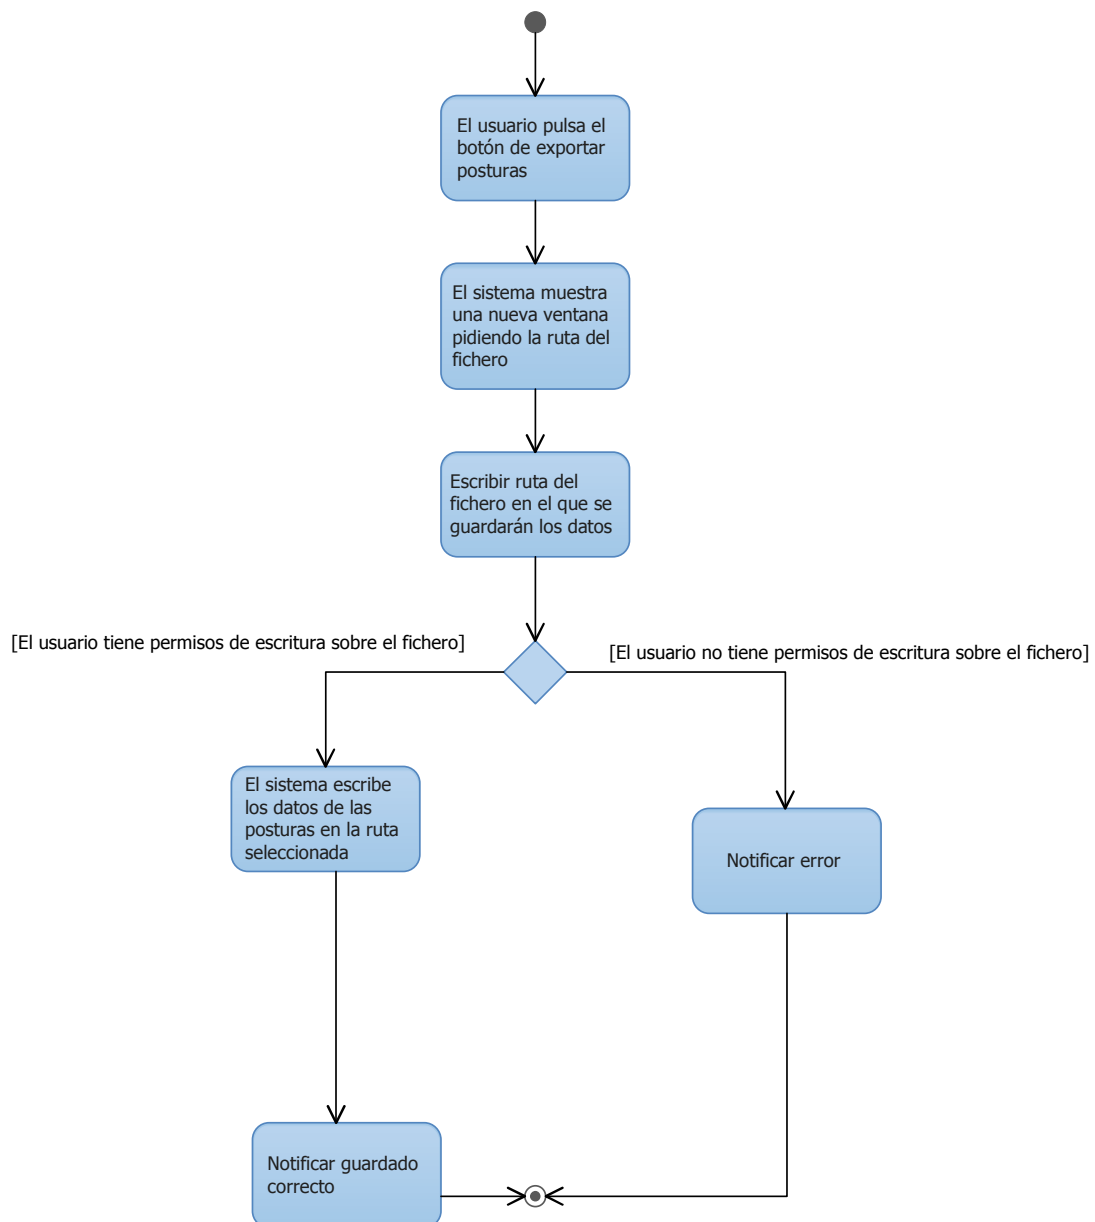 El usuario pulsa el
botón de exportar
posturas
El sistema muestra
una nueva ventana
pidiendo la ruta del
fichero
Escribir ruta del
fichero en el que se
guardarán los datos
[El usuario tiene permisos de escritura sobre el fichero]
[El usuario no tiene permisos de escritura sobre el fichero]
El sistema escribe
los datos de las
posturas en la ruta
seleccionada
Notificar error
Notificar guardado
correcto